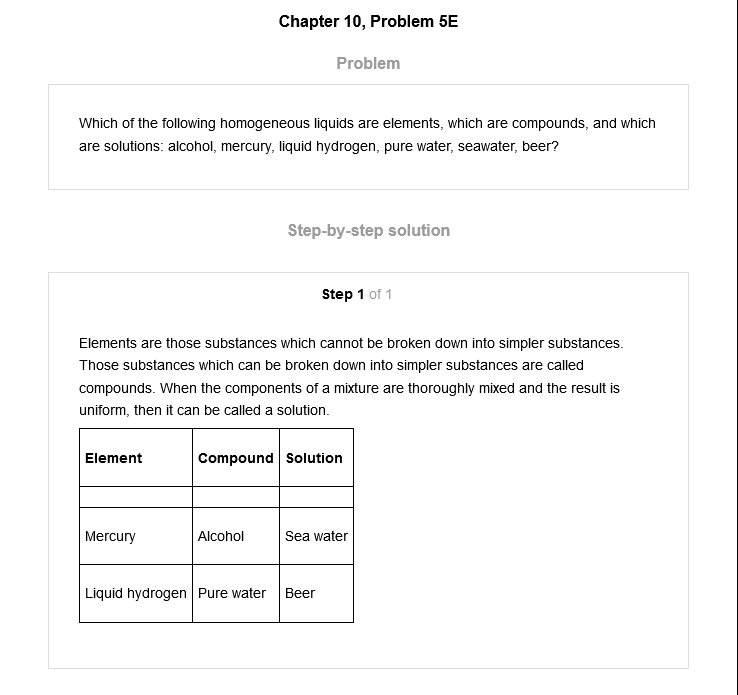 Chapter 10, Problem 5E
Problem
Which of the following homogeneous liquids are elements, which are compounds, and which
are solutions: alcohol, mercury, liquid hydrogen, pure water, seawater, beer?
Step-by-step solution
Step 1 of 1
Elements are those substances which cannot be broken down into simpler substances.
Those substances which can be broken down into simpler substances are called
compounds. When the components of a mixture are thoroughly mixed and the result is
uniform, then it can be called a solution.
Element Compound Solution
Mercury Alcohol Sea water
Liquid hydrogen Pure water Beer